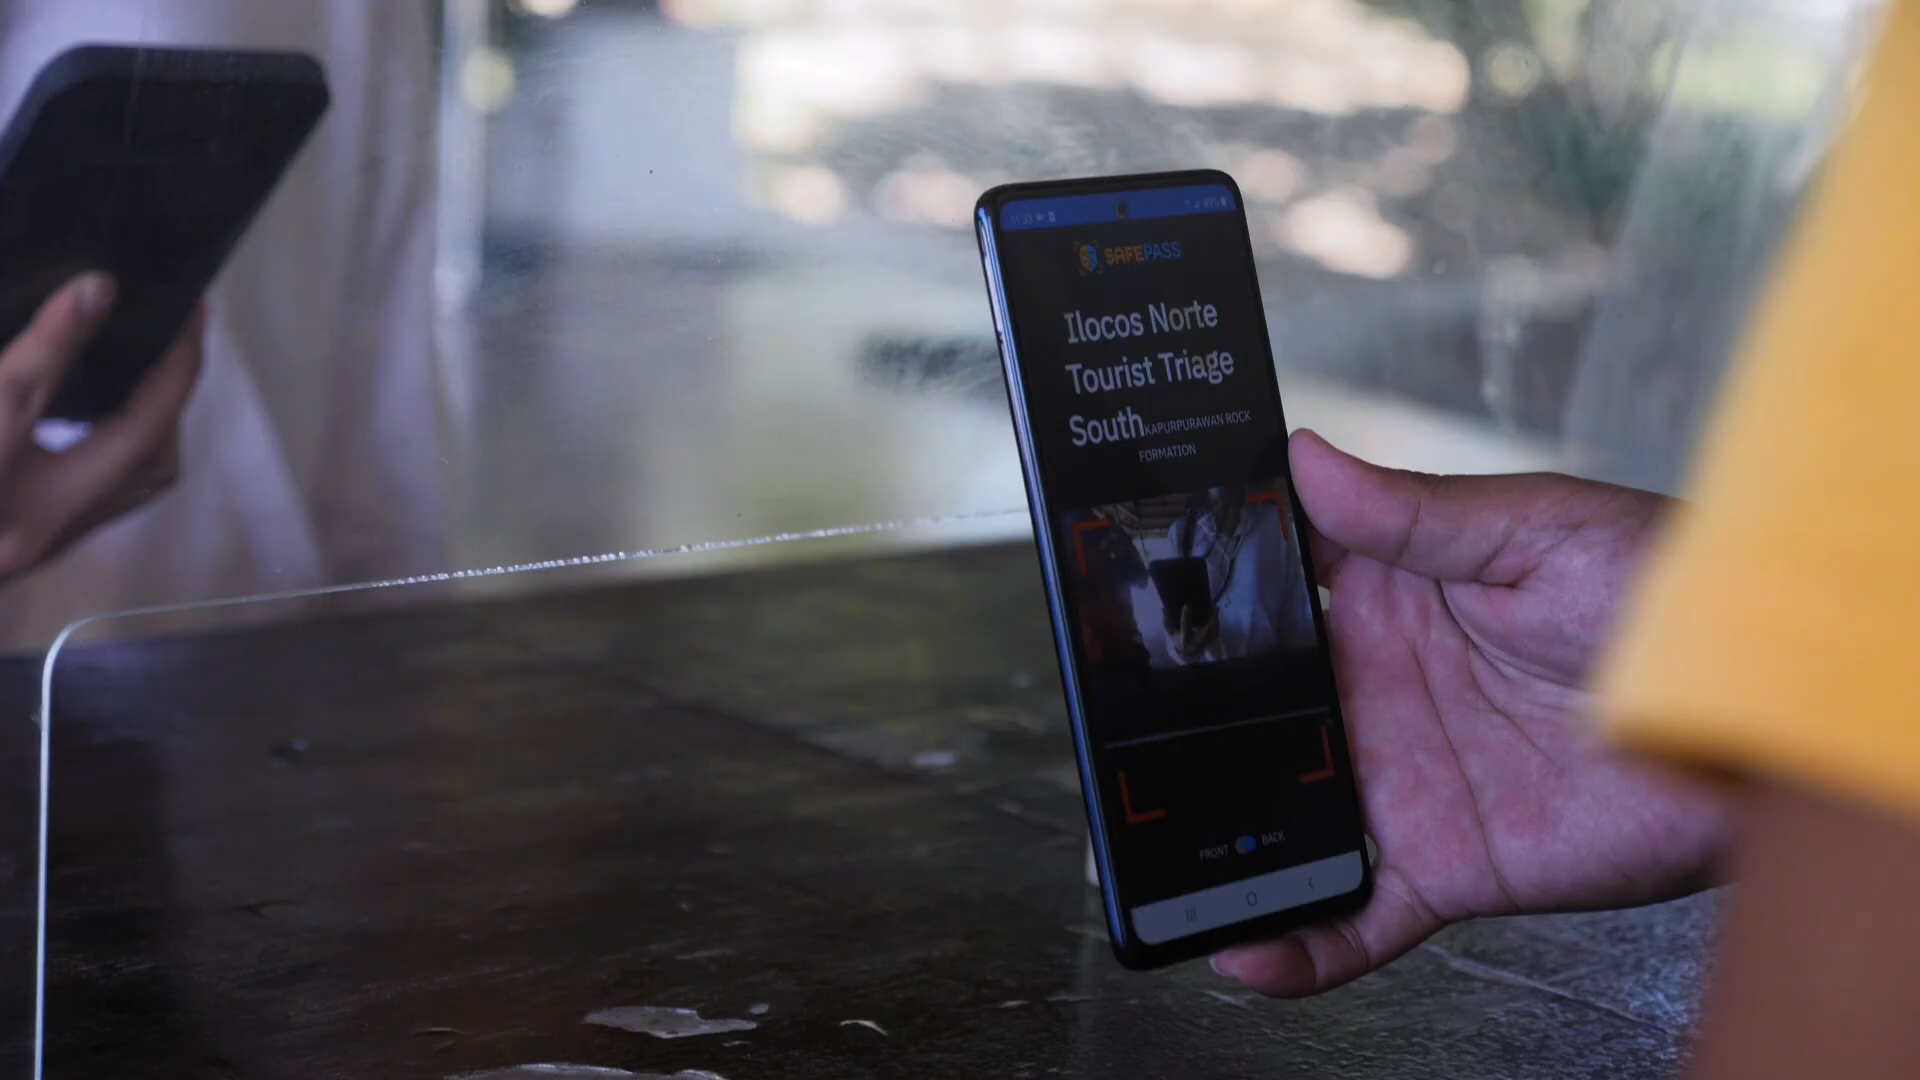 SAFEPASS
Ilocos Norte
Tourist Triage
South KAPURPURAWAN ROCK
FORMATION
FRONT BACK